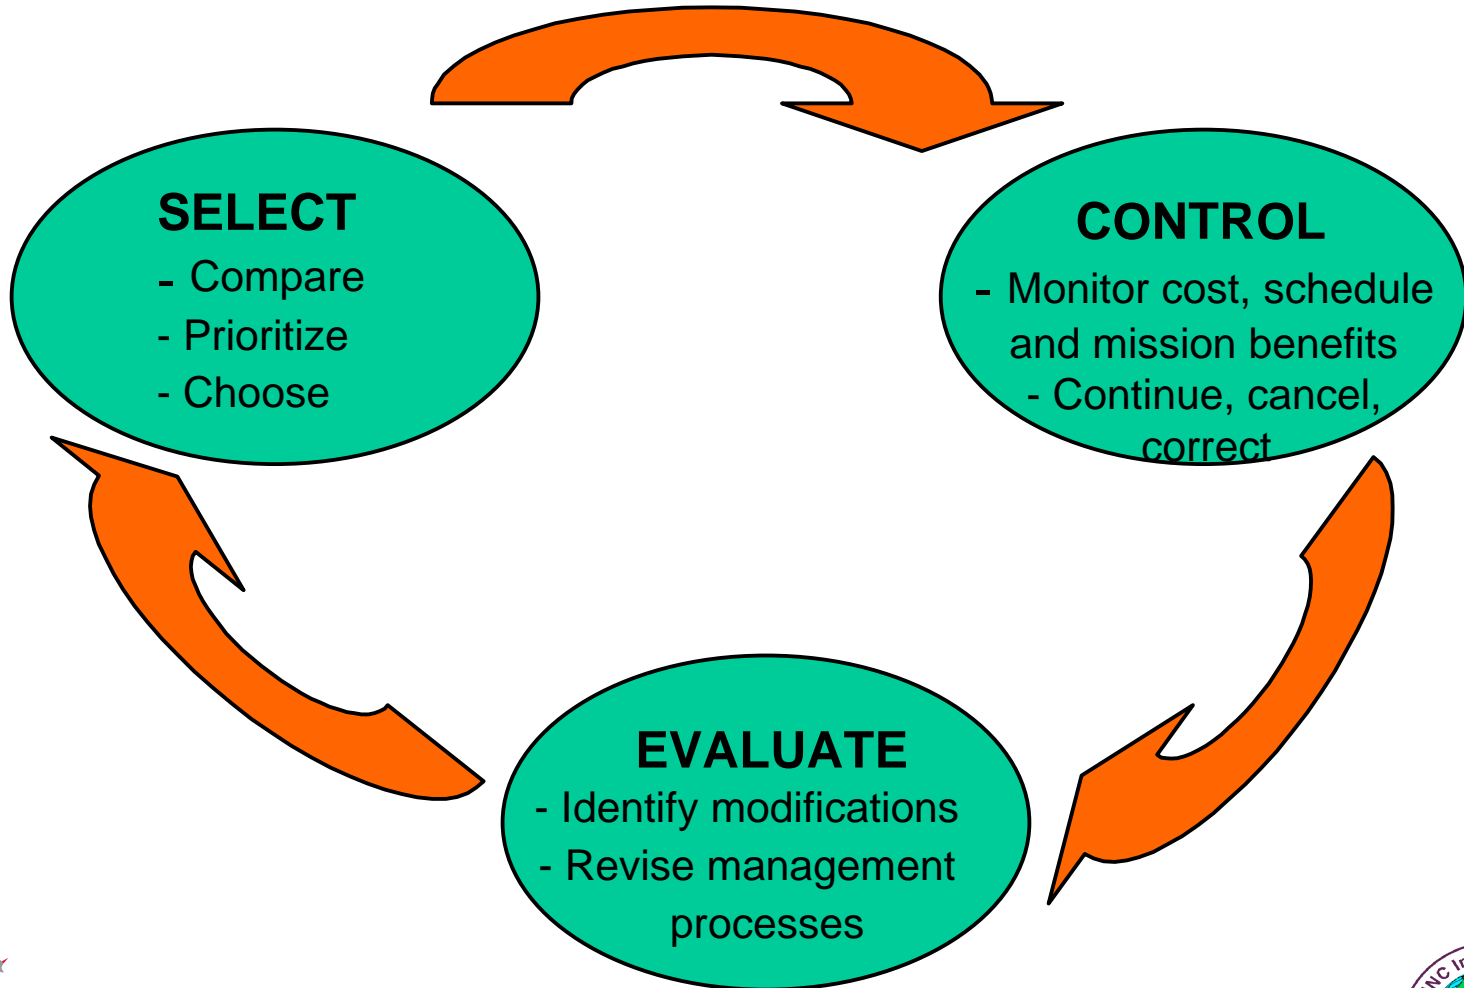 SELECT
- Compare
- Prioritize
- Choose
CONTROL
- Monitor cost, schedule
and mission benefits
- Continue, cancel,
correct
EVALUATE
- Identify modifications
- Revise management
processes